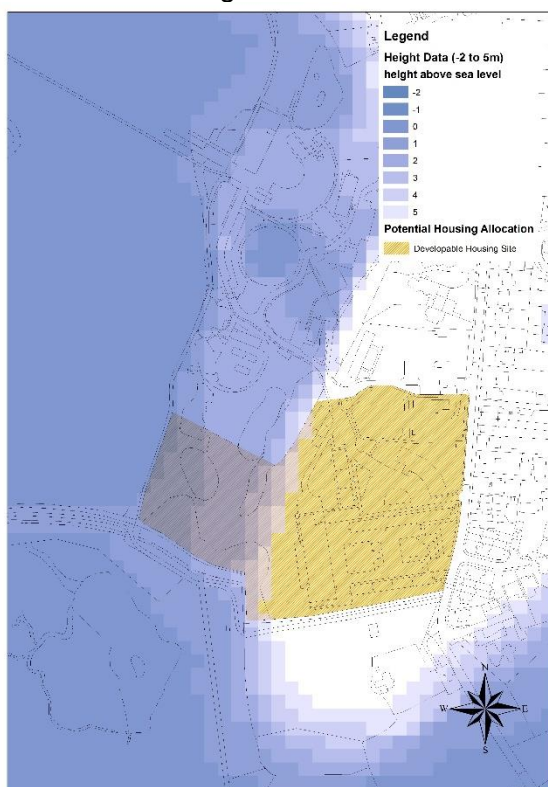 Legend
Height Data (-2 to 5m)
height above sea level
-2
-1
0
1
2
3
4
5
Potential Housing Allocation
Developable Housing Site
N
W
E
S